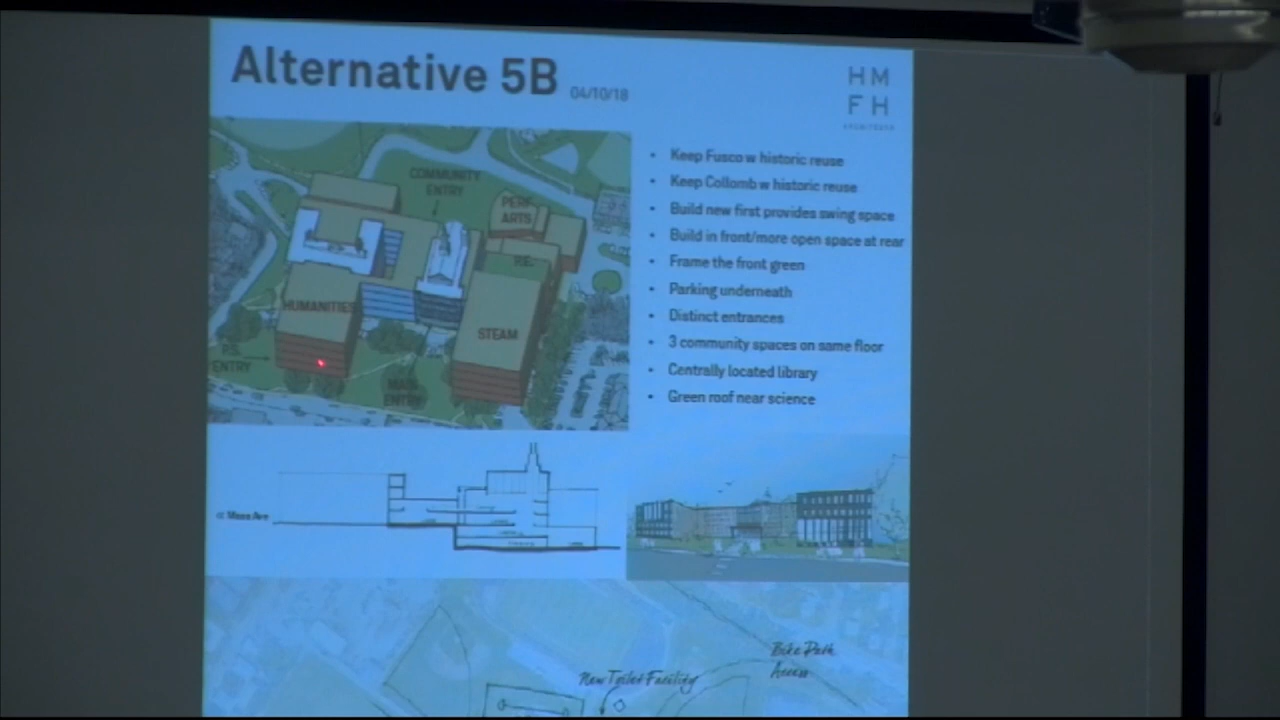 Alternative 5B 04/10/18
HM
FH
ARCHITECTS
COMMUNITY
ENTRY
PERF
ARTS
P.E.
HUMANITIES
STEAM
ENTRY
MAIN
ENTRY
• Keep Fusco w historic reuse
• Keep Collomb w historic reuse
• Build new first provides swing space
• Build in front/more open space at rear
• Frame the front green
• Parking underneath
• Distinct entrances
• 3 community spaces on same floor
• Centrally located library
• Green roof near science
<< Mass Ave
New Toilet Facility
Bike Path
Access